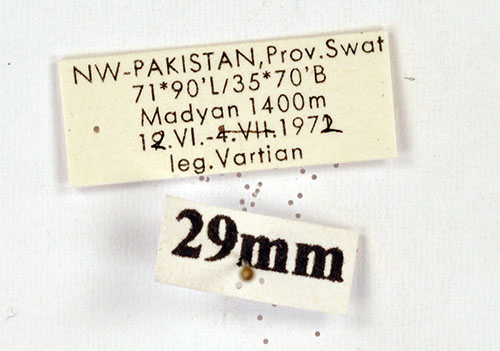 NW-PAKISTAN,Prov.Swat
71*90'L/35*70'B
Madyan 1400m
12.VI.-4.VII.1972
leg.Vartian
29mm